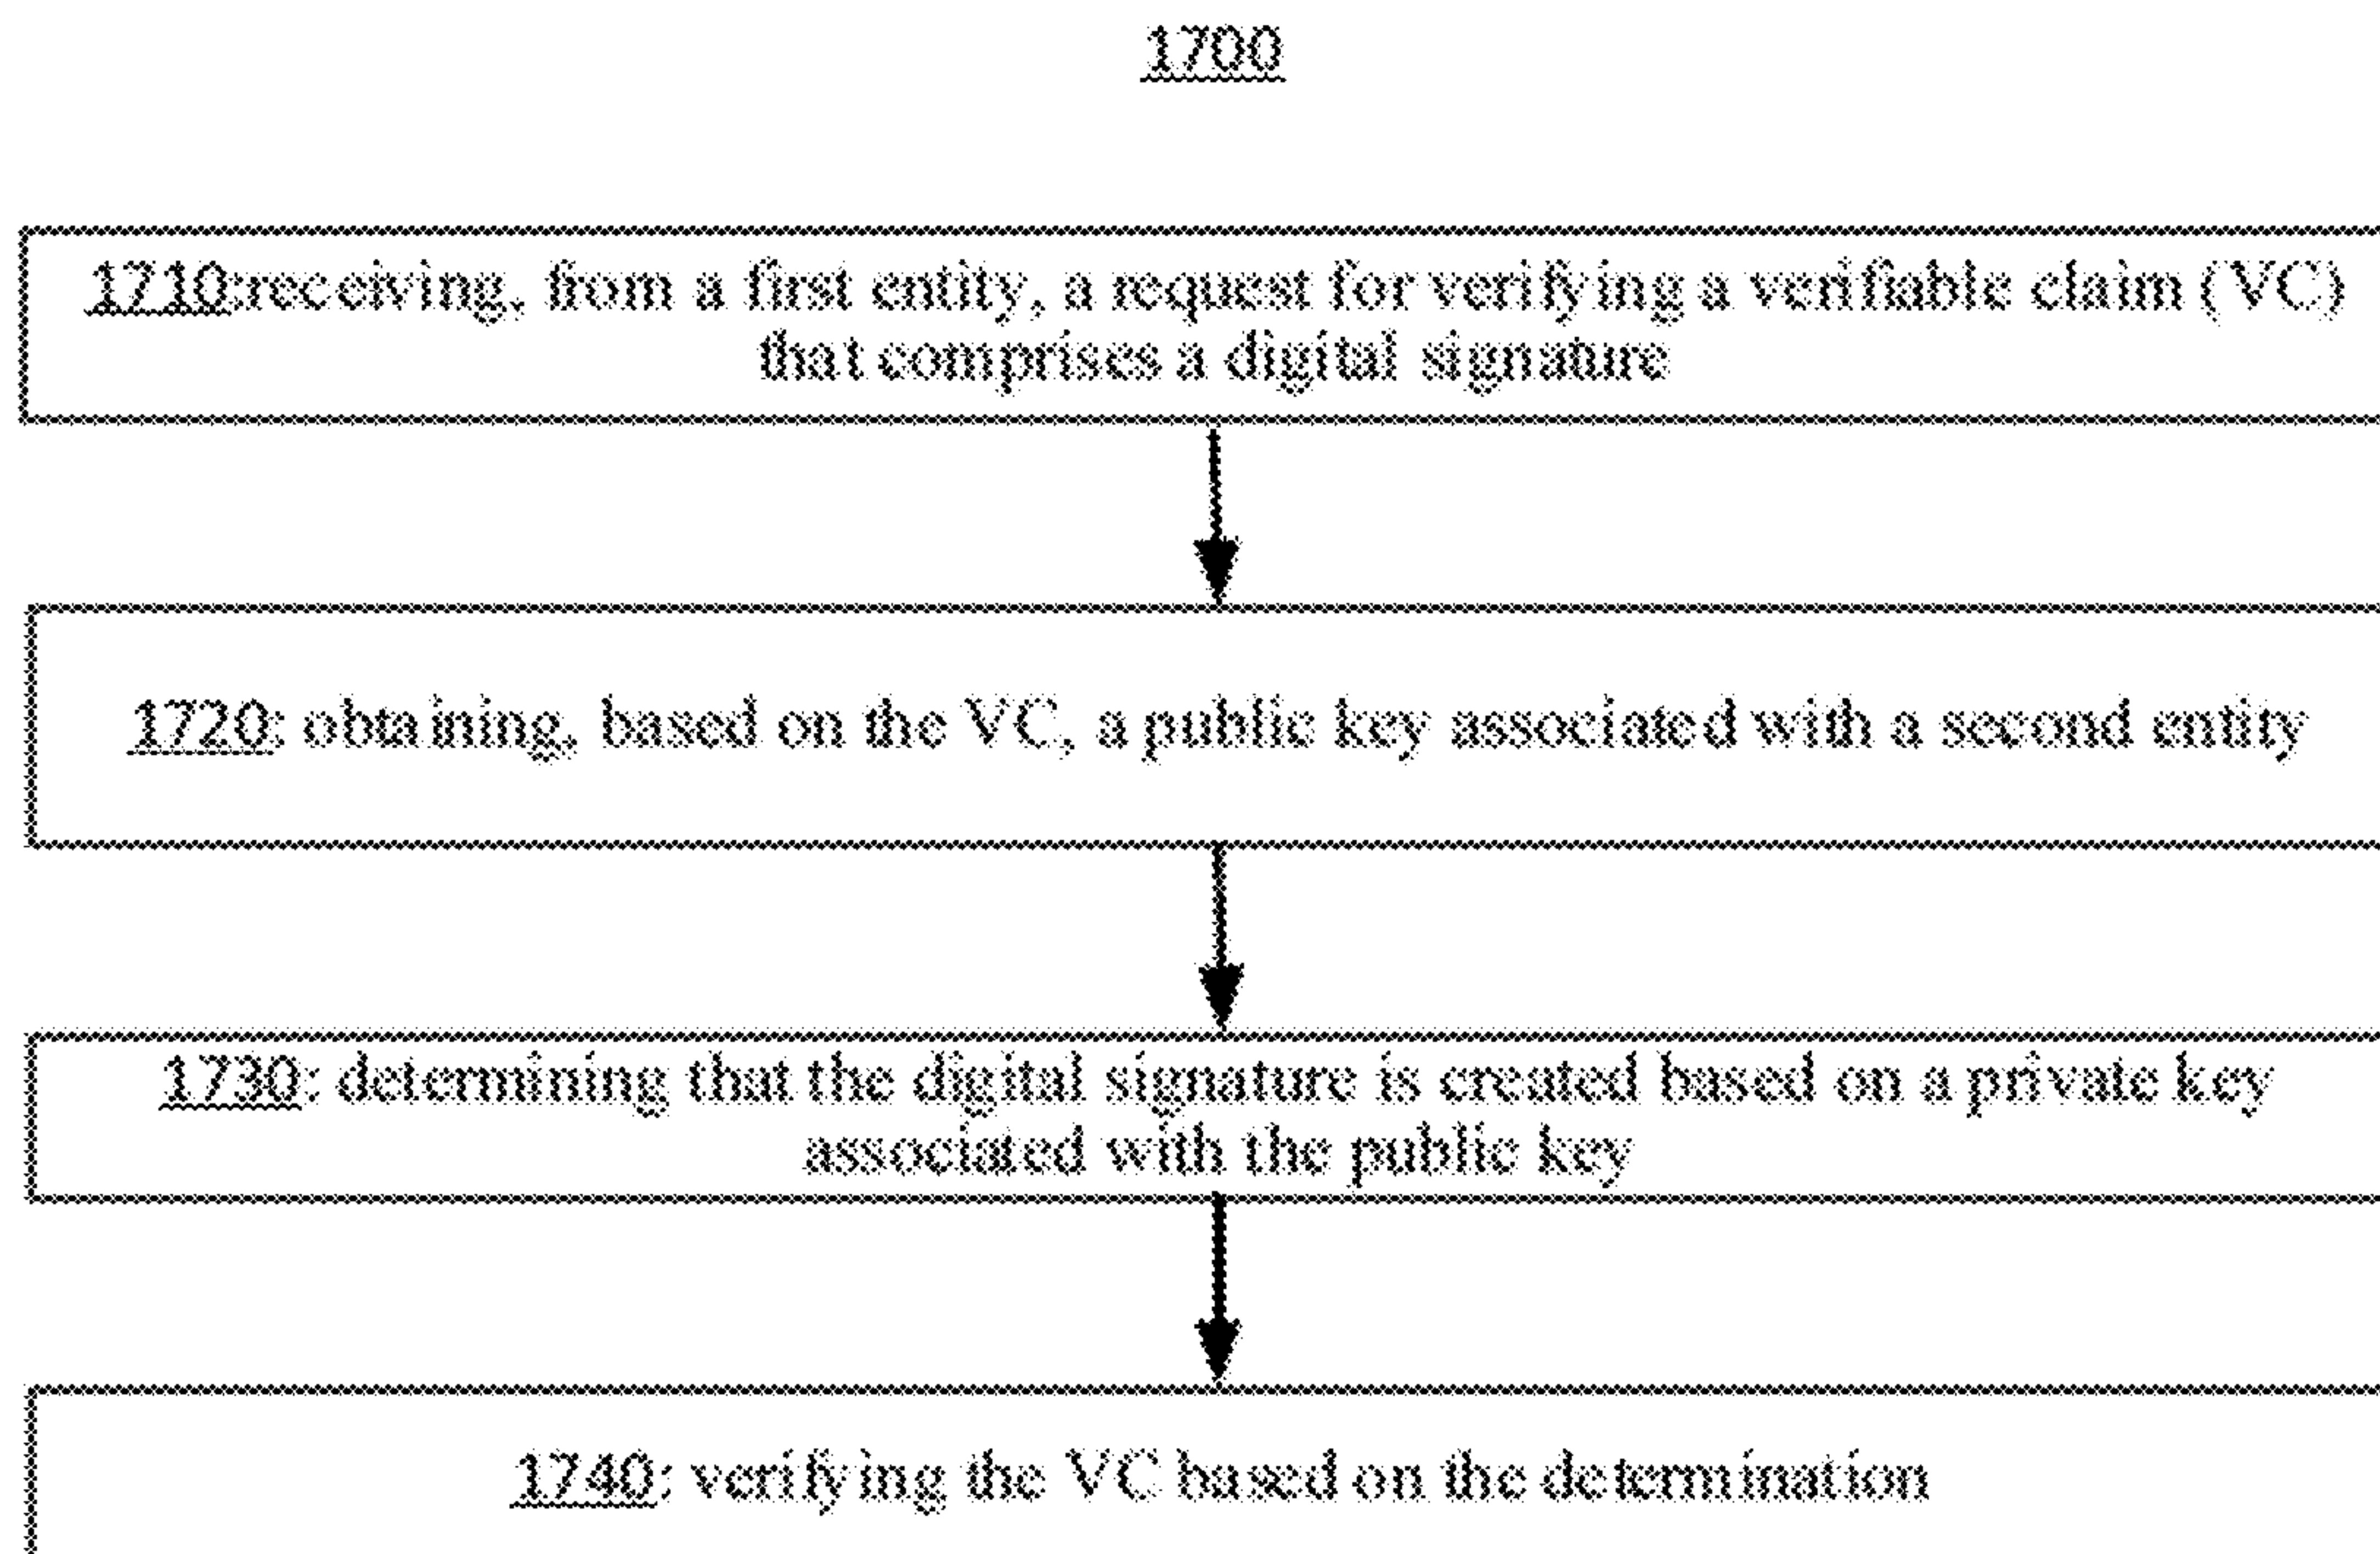 1700
1710:receiving, from a first entity, a request for verifying a verifiable claim (VC)
that comprises a digital signature
1720: obtaining, based on the VC, a public key associated with a second entity
1730: determining that the digital signature is created based on a private key
associated with the public key
1740: verifying the VC based on the determination